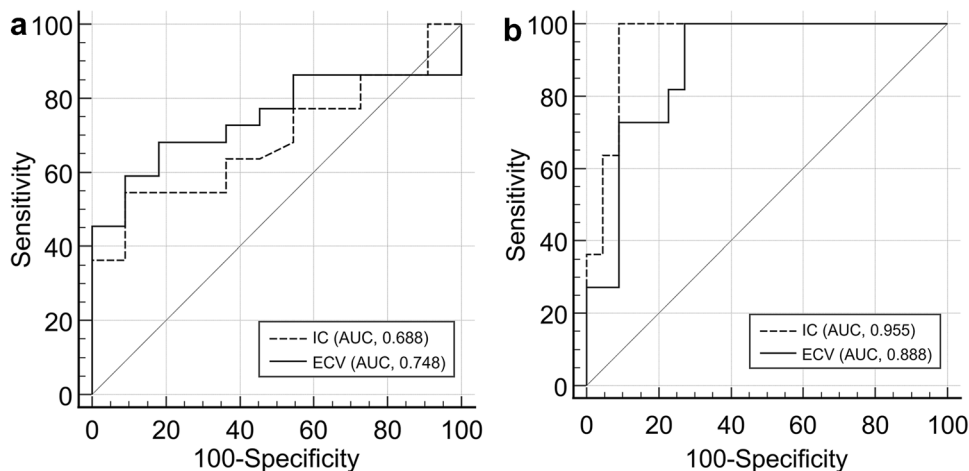 a
100
80
60
40
20
0
Sensitivity
IC (AUC, 0.688)
ECV (AUC, 0.748)
0 20 40 60 80 100
100-Specificity
b
100
80
60
40
20
0
Sensitivity
IC (AUC, 0.955)
ECV (AUC, 0.888)
0 20 40 60 80 100
100-Specificity